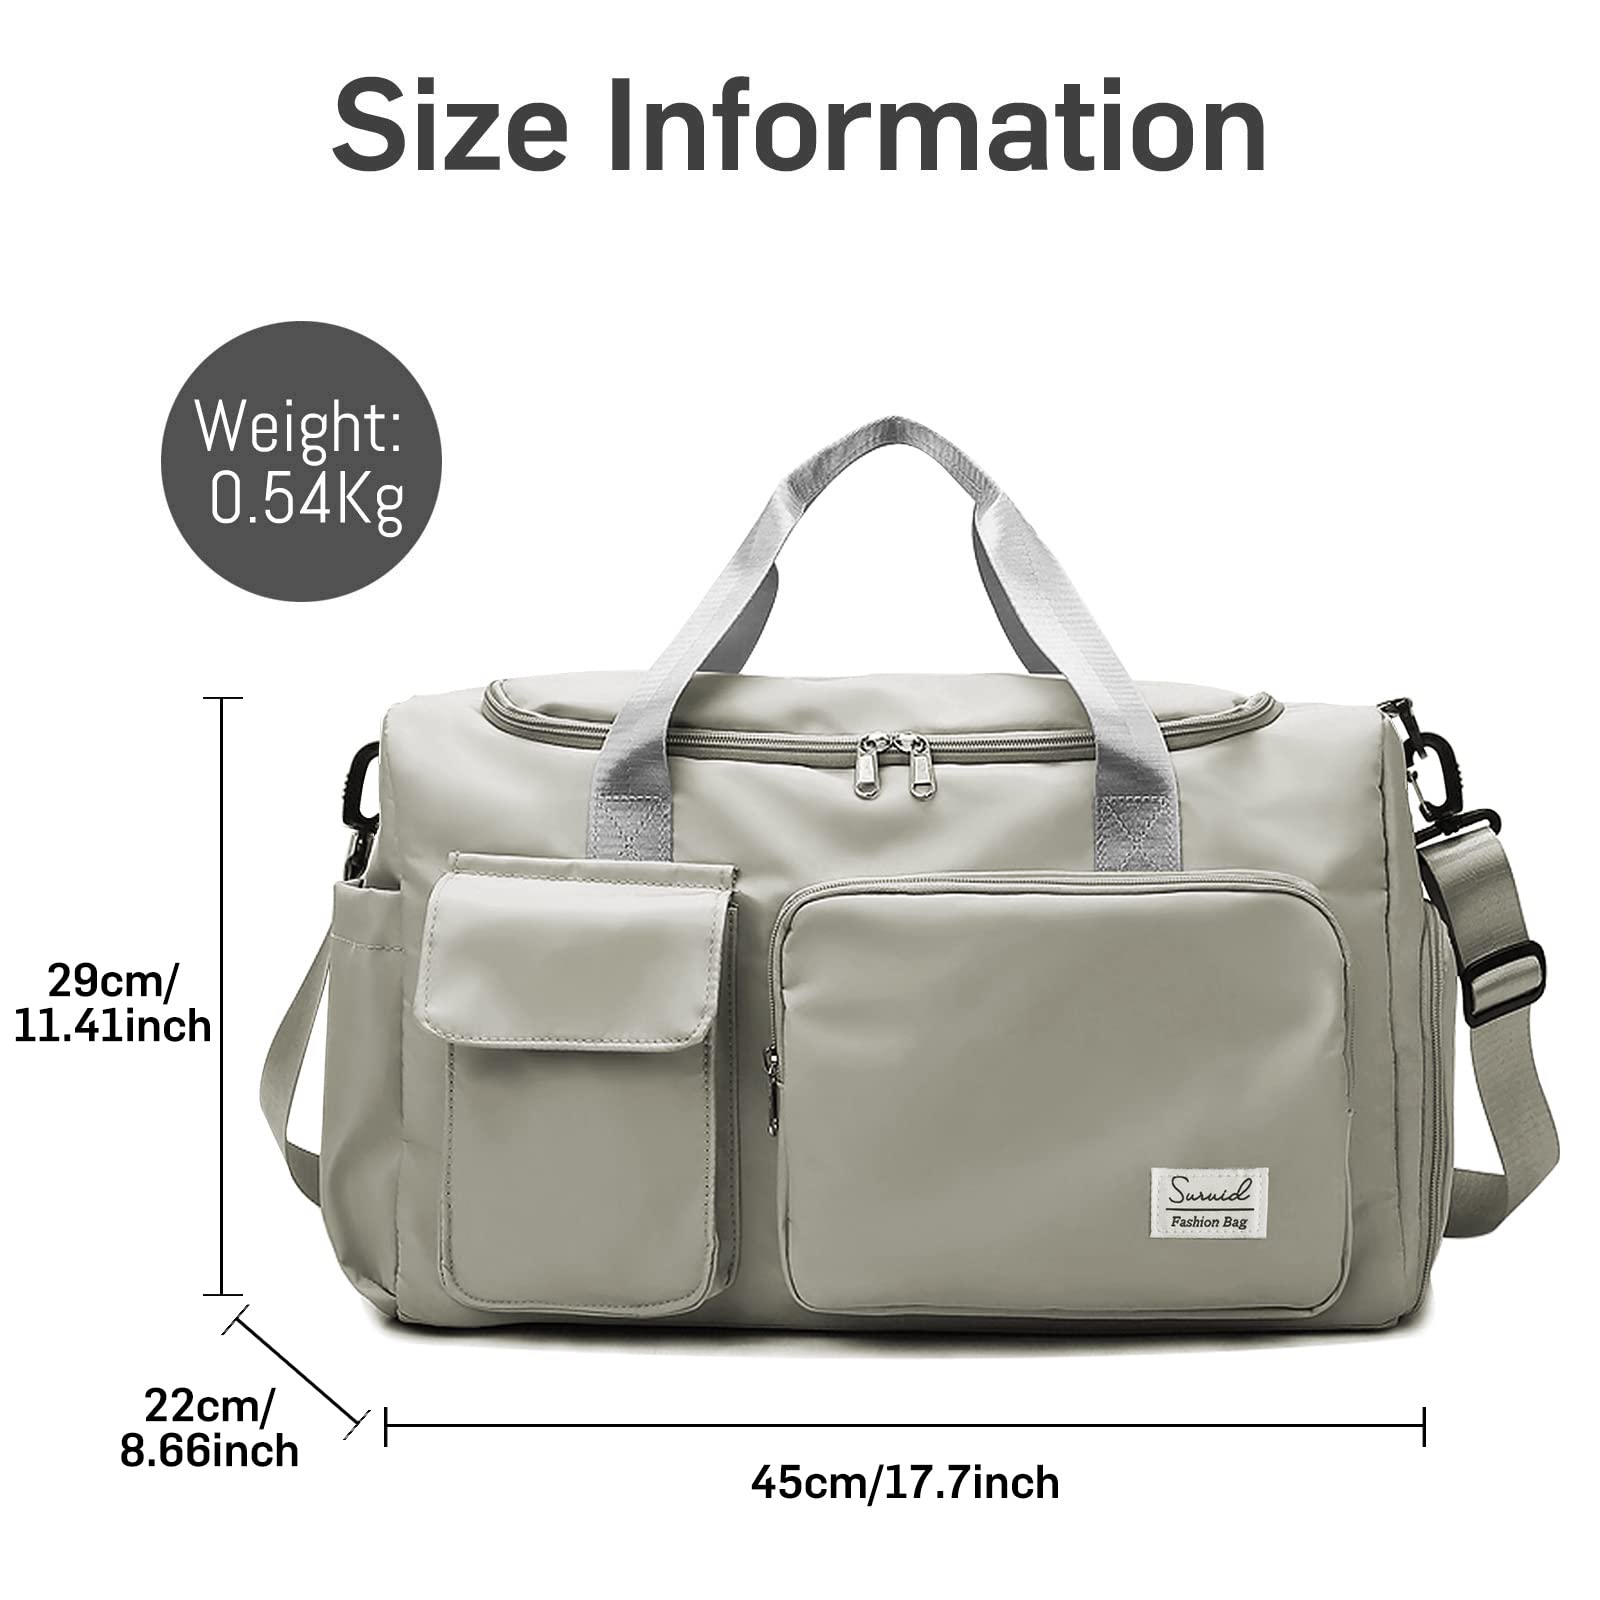 Size Information
Weight:
0.54Kg
29cm/
11.41inch
Suruid
Fashion Bag
22cm/
8.66inch
45cm/17.7inch